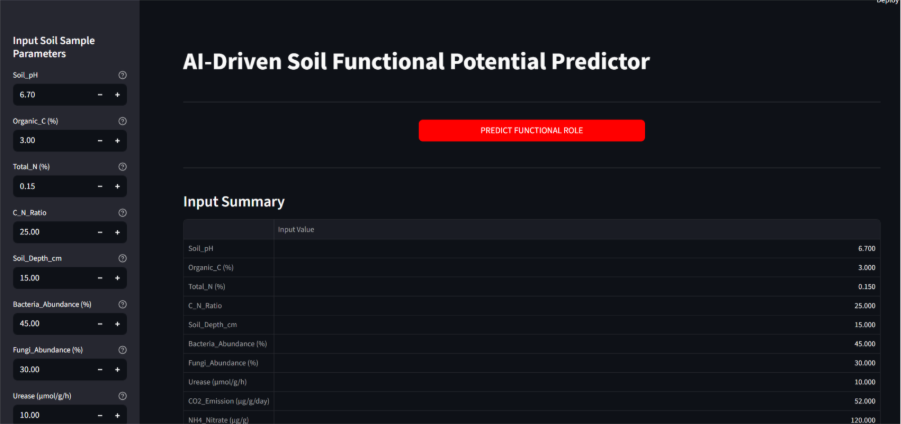 Deploy
Input Soil Sample
Parameters
Soil_pH
6.70
Organic_C (%)
3.00
Total_N (%)
0.15
C_N_Ratio
25.00
Soil_Depth_cm
15.00
Bacteria_Abundance (%)
45.00
Fungi_Abundance (%)
30.00
Urease (μmol/g/h)
10.00
AI-Driven Soil Functional Potential Predictor
PREDICT FUNCTIONAL ROLE
Input Summary
Input Value
Soil_pH 6.700
Organic_C (%) 3.000
Total_N (%) 0.150
C_N_Ratio 25.000
Soil_Depth_cm 15.000
Bacteria_Abundance (%) 45.000
Fungi_Abundance (%) 30.000
Urease (μmol/g/h) 10.000
CO2_Emission (μg/g/day) 52.000
NH4_Nitrate (μg/g) 120.000